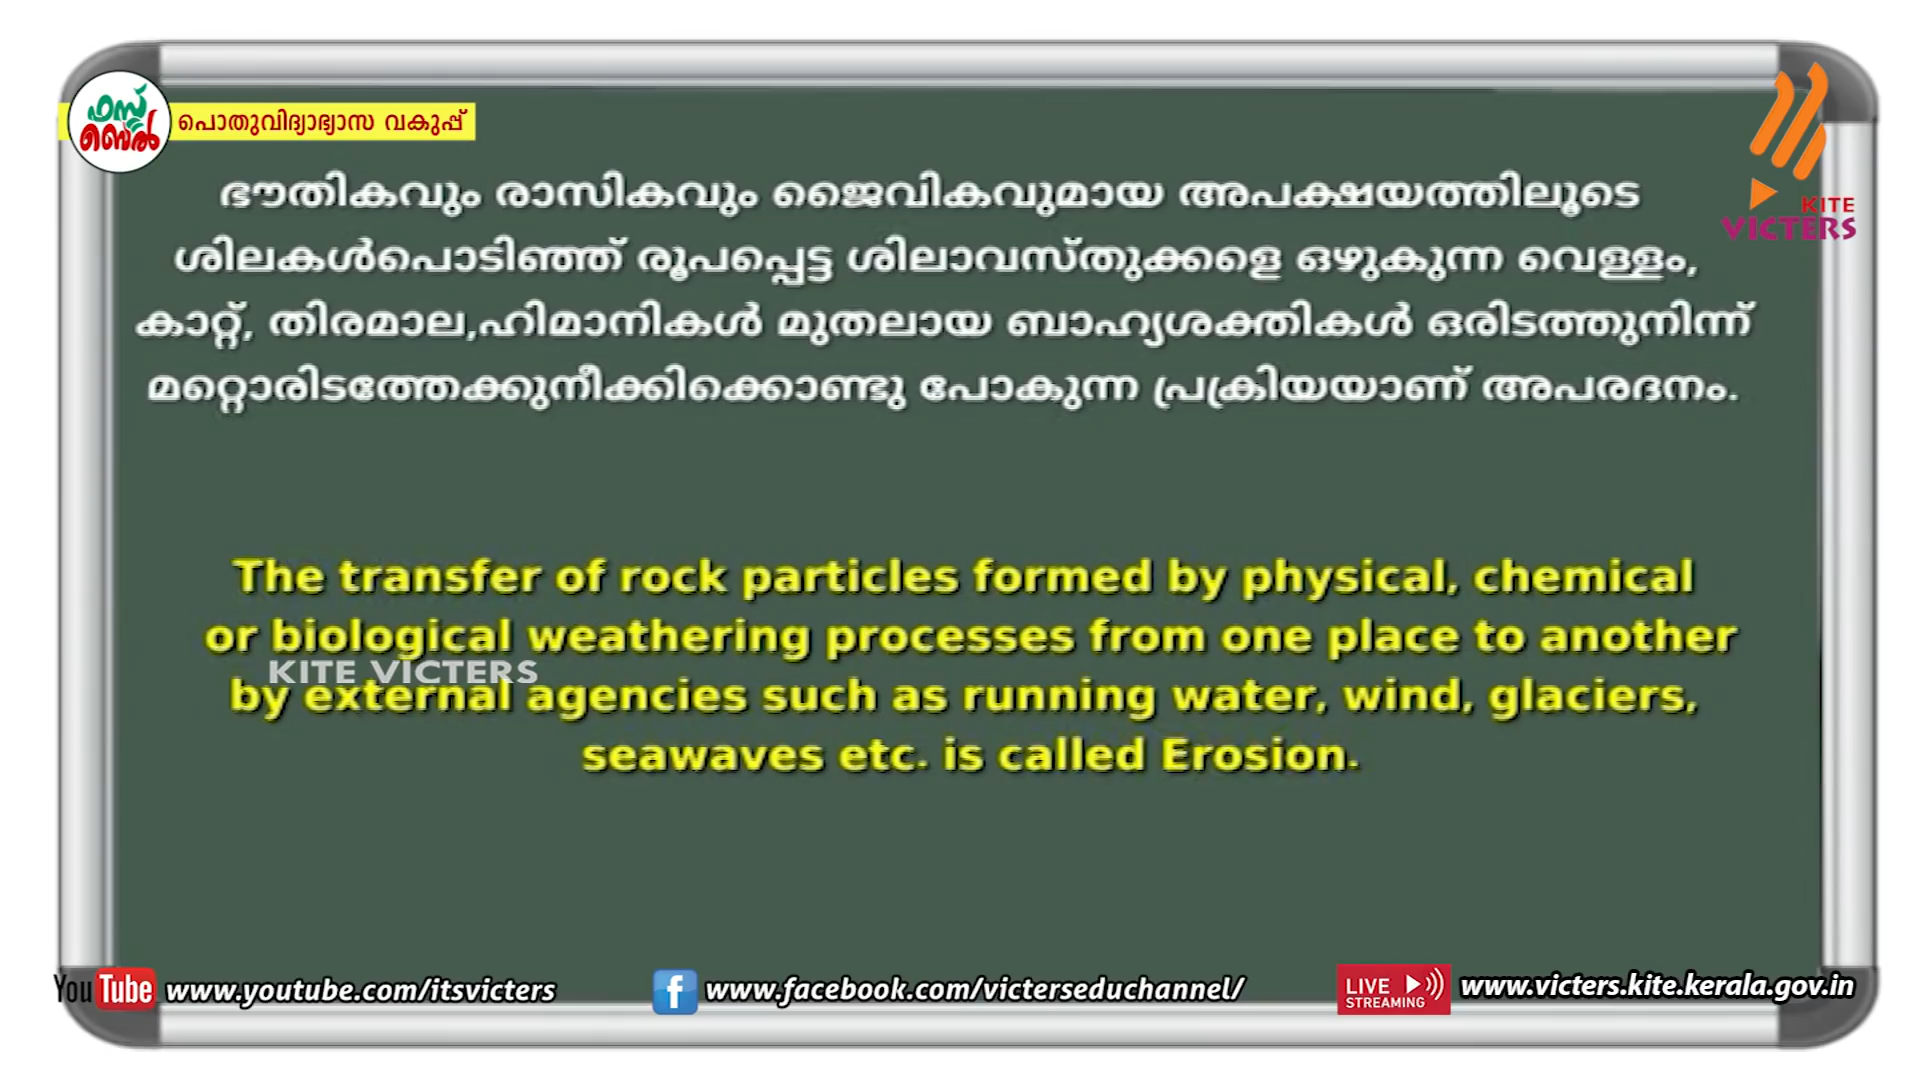 ഫസ്റ്റ്
ബെൽ
പൊതുവിദ്യാഭ്യാസ വകുപ്പ്
KITE
VICTERS
ഭൗതികവും രാസികവും ജൈവികവുമായ അപക്ഷയത്തിലൂടെ
ശിലകൾപൊടിഞ്ഞ് രൂപപ്പെട്ട ശിലാവസ്തുക്കളെ ഒഴുകുന്ന വെള്ളം,
കാറ്റ്, തിരമാല,ഹിമാനികൾ മുതലായ ബാഹ്യശക്തികൾ ഒരിടത്തുനിന്ന്
മറ്റൊരിടത്തേക്കുനീക്കിക്കൊണ്ടു പോകുന്ന പ്രക്രിയയാണ് അപരദനം.
The transfer of rock particles formed by physical, chemical
or biological weathering processes from one place to another
KITE VICTERS
by external agencies such as running water, wind, glaciers,
seawaves etc. is called Erosion.
YouTube www.youtube.com/itsvicters
f www.facebook.com/victerseduchannel/
LIVE STREAMING www.victers.kite.kerala.gov.in